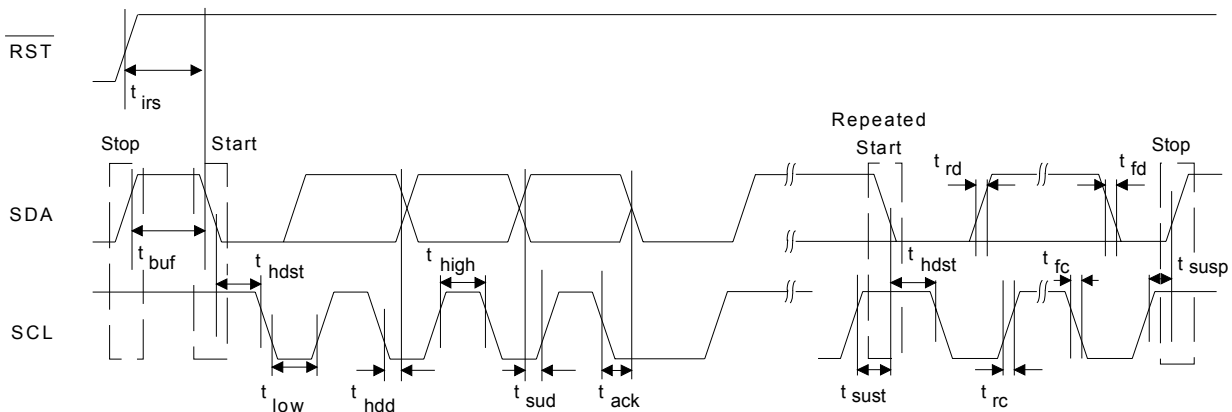 RST
t irs
Repeated
Stop Start Start Stop
t rd t fd
SDA
t buf t hdst t high t hdst t fc t susp
SCL
t low t hdd t sud t ack t sust t rc